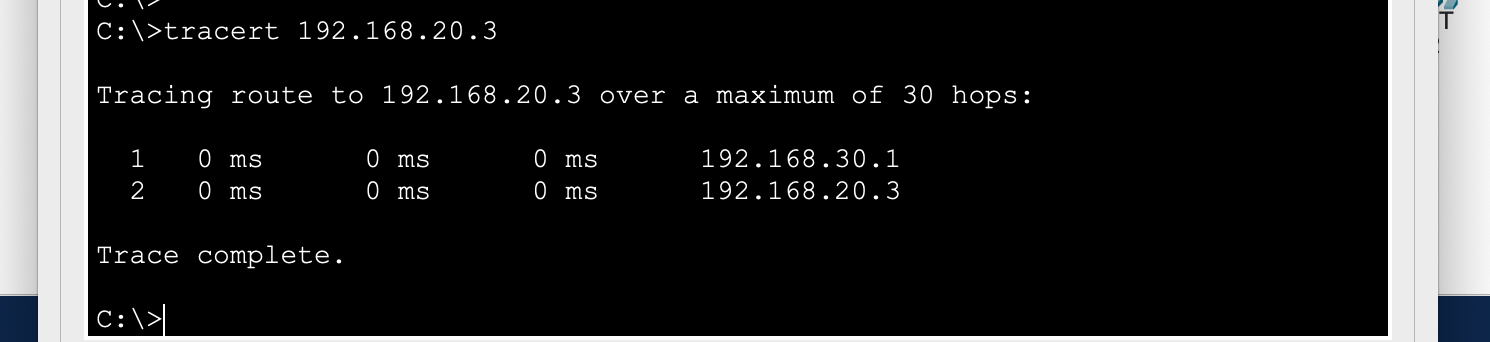 C:\>
C:\>tracert 192.168.20.3
Tracing route to 192.168.20.3 over a maximum of 30 hops:
1 0 ms 0 ms 0 ms 192.168.30.1
2 0 ms 0 ms 0 ms 192.168.20.3
Trace complete.
C:\>
T